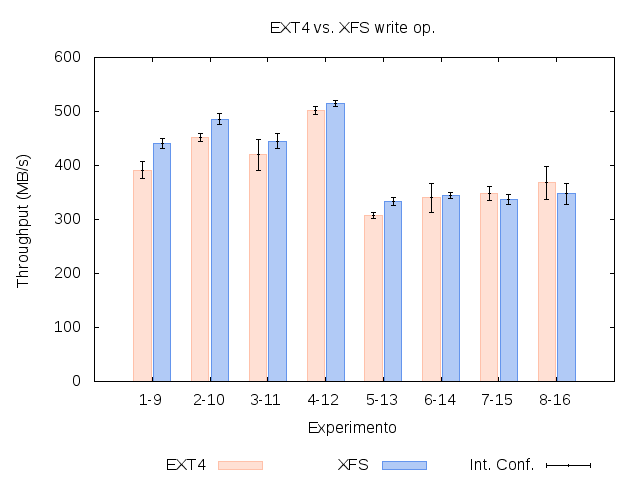 EXT4 vs. XFS write op.
600
500
400
300
200
100
0
Throughput (MB/s)
1-9 2-10 3-11 4-12 5-13 6-14 7-15 8-16
Experimento
EXT4 XFS Int. Conf.